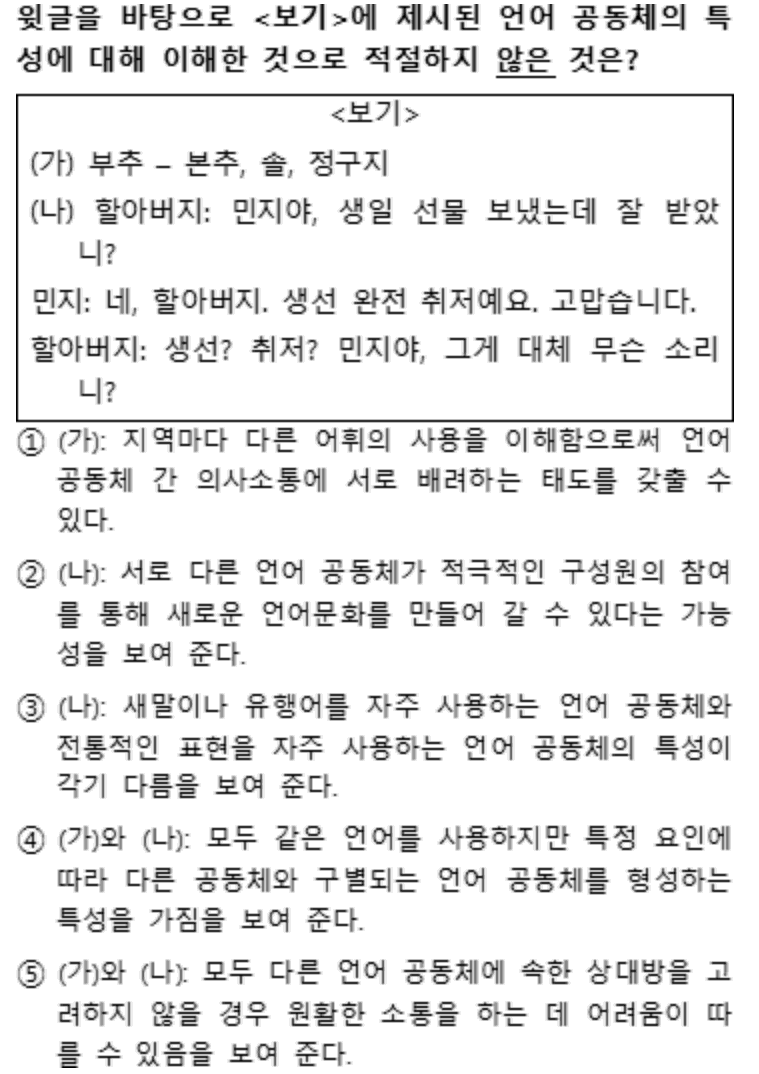 윗글을 바탕으로 <보기>에 제시된 언어 공동체의 특
성에 대해 이해한 것으로 적절하지 않은 것은?
<보기>
(가) 부추 – 본추, 솔, 정구지
(나) 할아버지: 민지야, 생일 선물 보냈는데 잘 받았
니?
민지: 네, 할아버지. 생선 완전 취저예요. 고맙습니다.
할아버지: 생선? 취저? 민지야, 그게 대체 무슨 소리
니?
① (가): 지역마다 다른 어휘의 사용을 이해함으로써 언어
공동체 간 의사소통에 서로 배려하는 태도를 갖출 수
있다.
② (나): 서로 다른 언어 공동체가 적극적인 구성원의 참여
를 통해 새로운 언어문화를 만들어 갈 수 있다는 가능
성을 보여 준다.
③ (나): 새말이나 유행어를 자주 사용하는 언어 공동체와
전통적인 표현을 자주 사용하는 언어 공동체의 특성이
각기 다름을 보여 준다.
④ (가)와 (나): 모두 같은 언어를 사용하지만 특정 요인에
따라 다른 공동체와 구별되는 언어 공동체를 형성하는
특성을 가짐을 보여 준다.
⑤ (가)와 (나): 모두 다른 언어 공동체에 속한 상대방을 고
려하지 않을 경우 원활한 소통을 하는 데 어려움이 따
를 수 있음을 보여 준다.